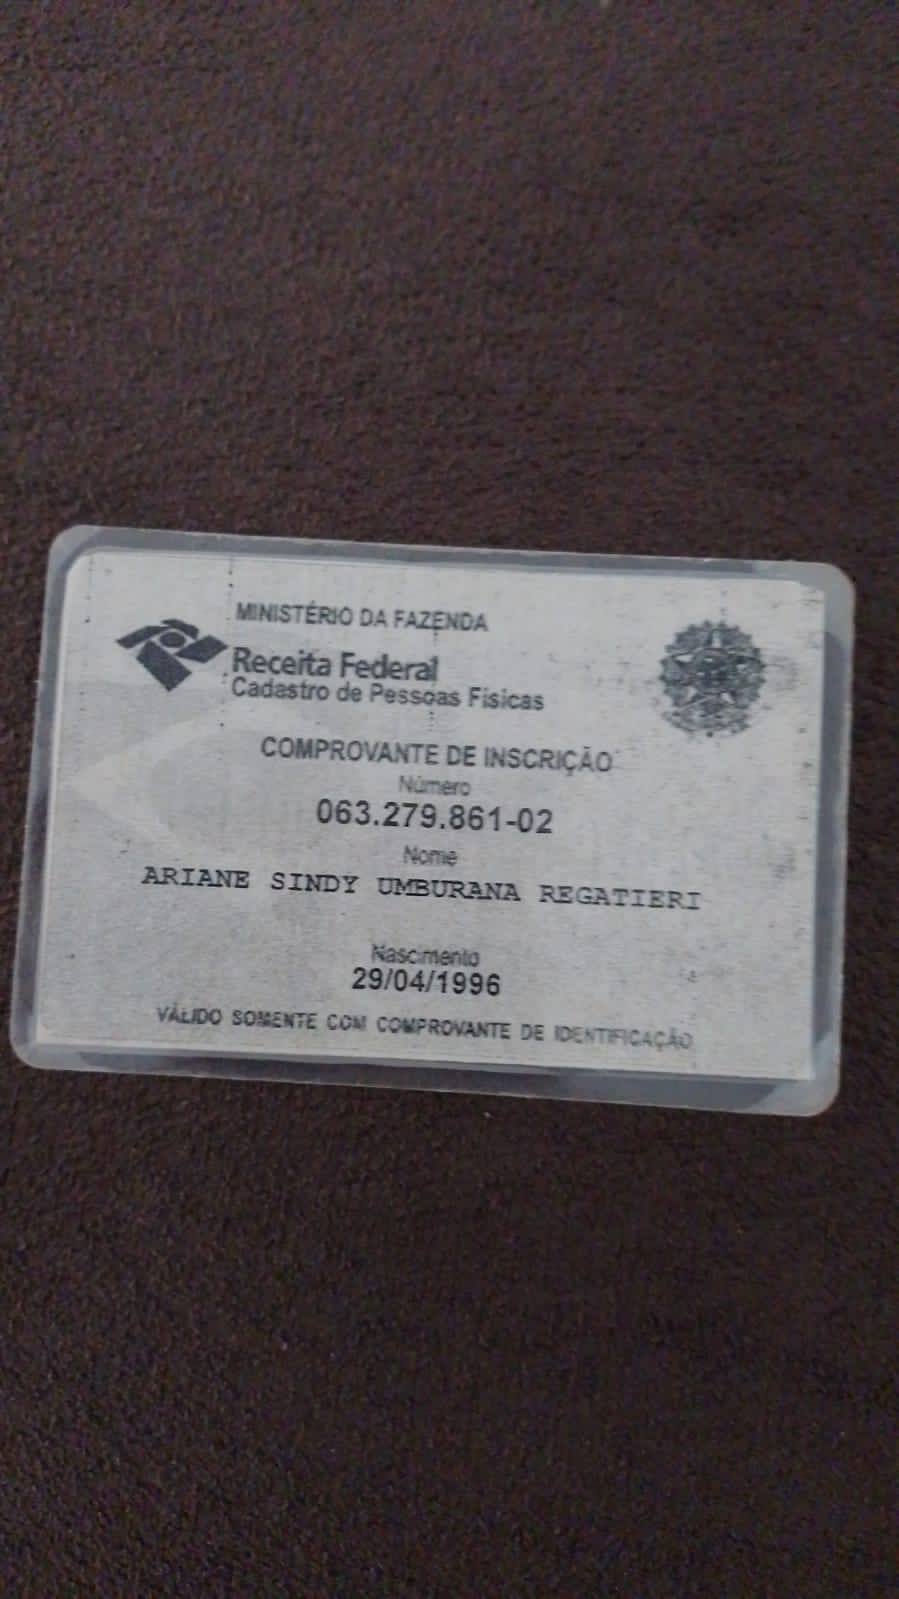 MINISTÉRIO DA FAZENDA
Receita Federal
Cadastro de Pessoas Físicas
COMPROVANTE DE INSCRIÇÃO
Número
063.279.861-02
Nome
ARIANE SINDY UMBURANA REGATIERI
Nascimento
29/04/1996
VÁLIDO SOMENTE COM COMPROVANTE DE IDENTIFICAÇÃO